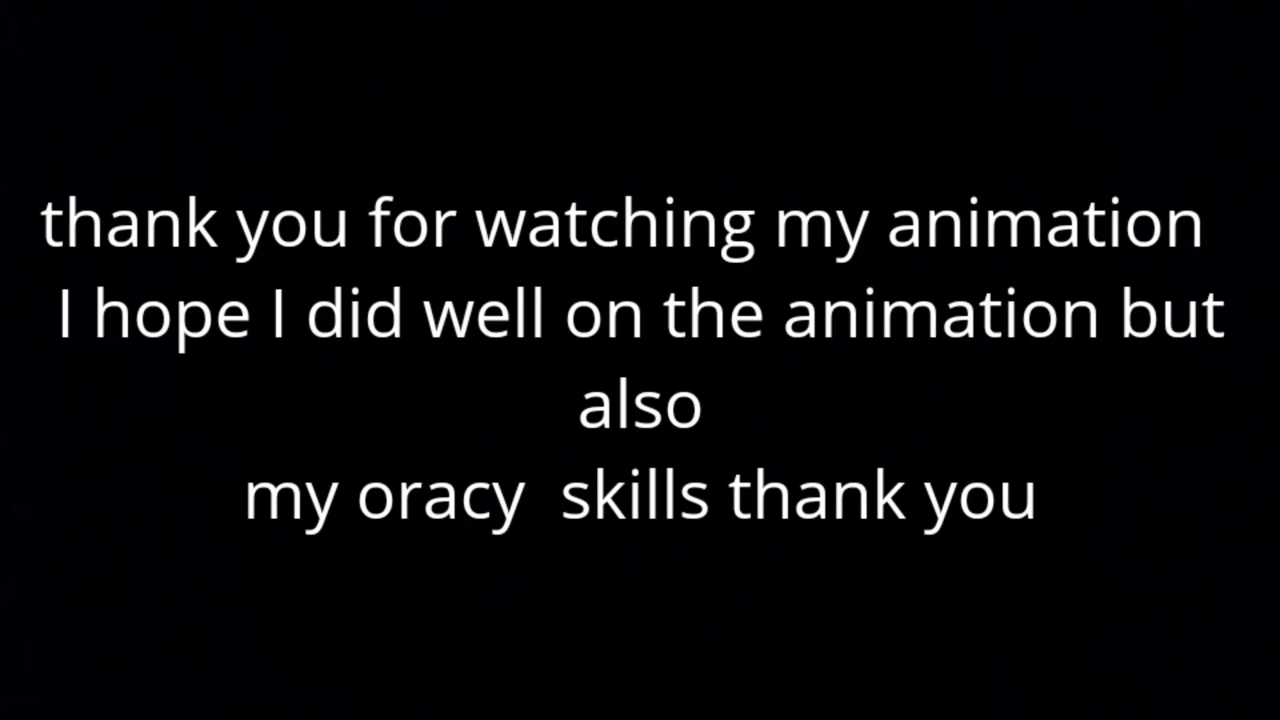 thank you for watching my animation
I hope I did well on the animation but
also
my oracy  skills thank you